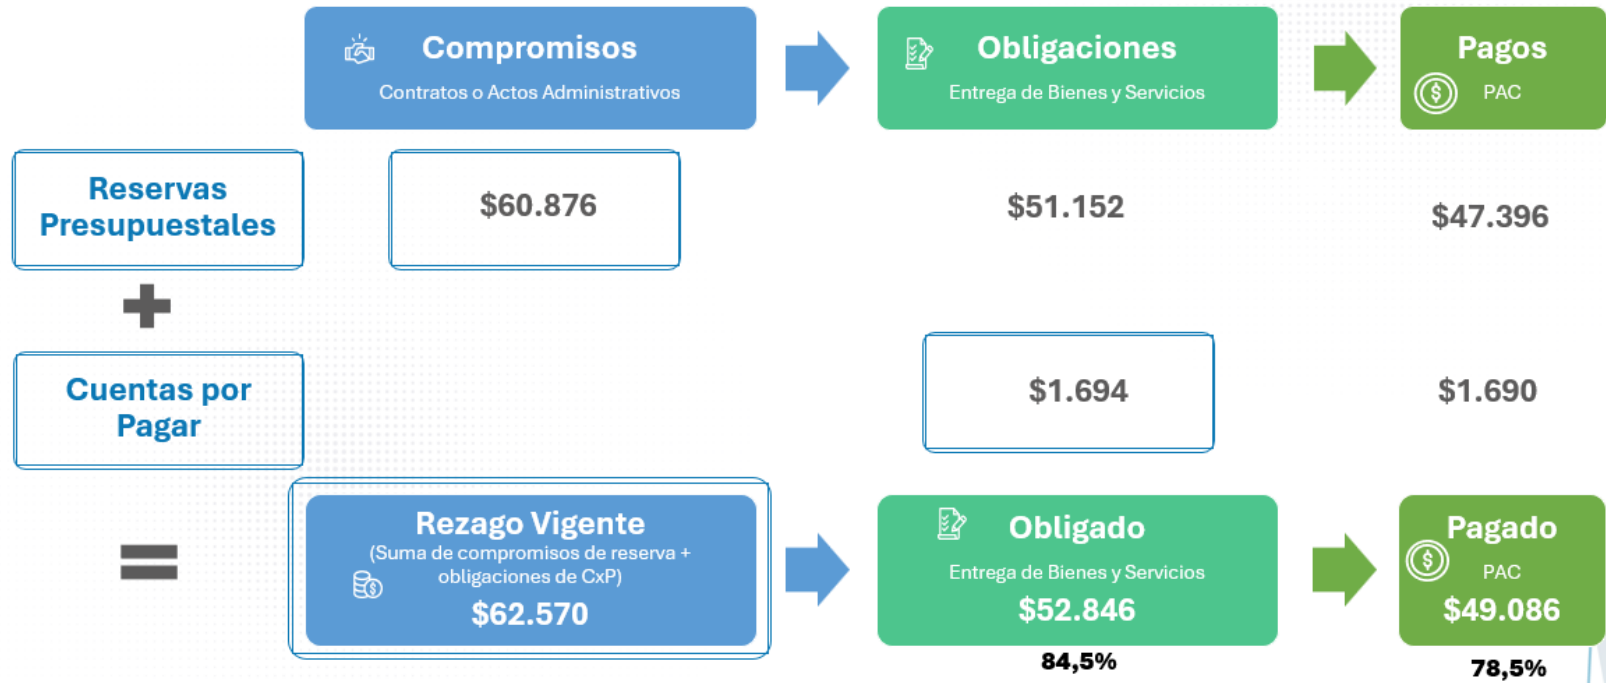 Compromisos
Contratos o Actos Administrativos
Obligaciones
Entrega de Bienes y Servicios
Pagos
PAC
Reservas
Presupuestales
$60.876
$51.152
$47.396
Cuentas por
Pagar
$1.694
$1.690
Rezago Vigente
(Suma de compromisos de reserva +
obligaciones de CxP)
$62.570
Obligado
Entrega de Bienes y Servicios
$52.846
84,5%
Pagado
PAC
$49.086
78,5%